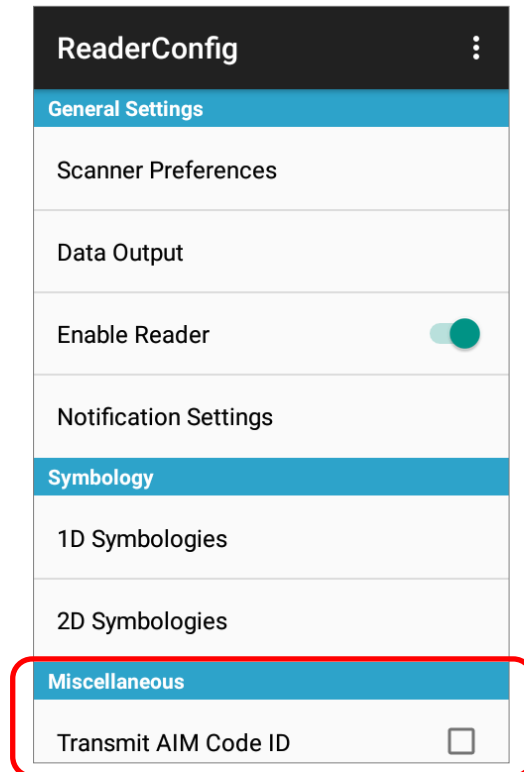 ReaderConfig
General Settings
Scanner Preferences
Data Output
Enable Reader
Notification Settings
Symbology
1D Symbologies
2D Symbologies
Miscellaneous
Transmit AIM Code ID